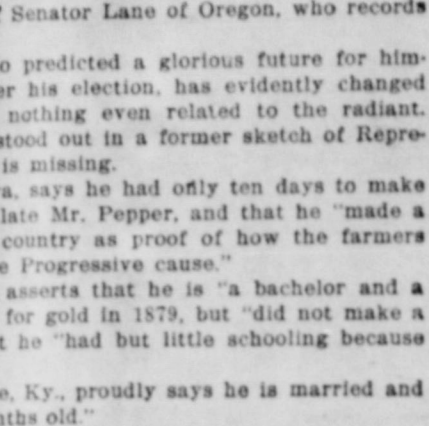 Senator Lane of Oregon, who records
o predicted a glorious future for him-
er his election, has evidently changed
nothing even related to the radiant.
stood out in a former sketch of Repre-
is missing.
a, says he had only ten days to make
late Mr. Pepper, and that he "made a
country as proof of how the farmers
e Progressive cause."
asserts that he is "a bachelor and a
for gold in 1879, but "did not make a
t he "had but little schooling because
e, Ky., proudly says he is married and
nths old."